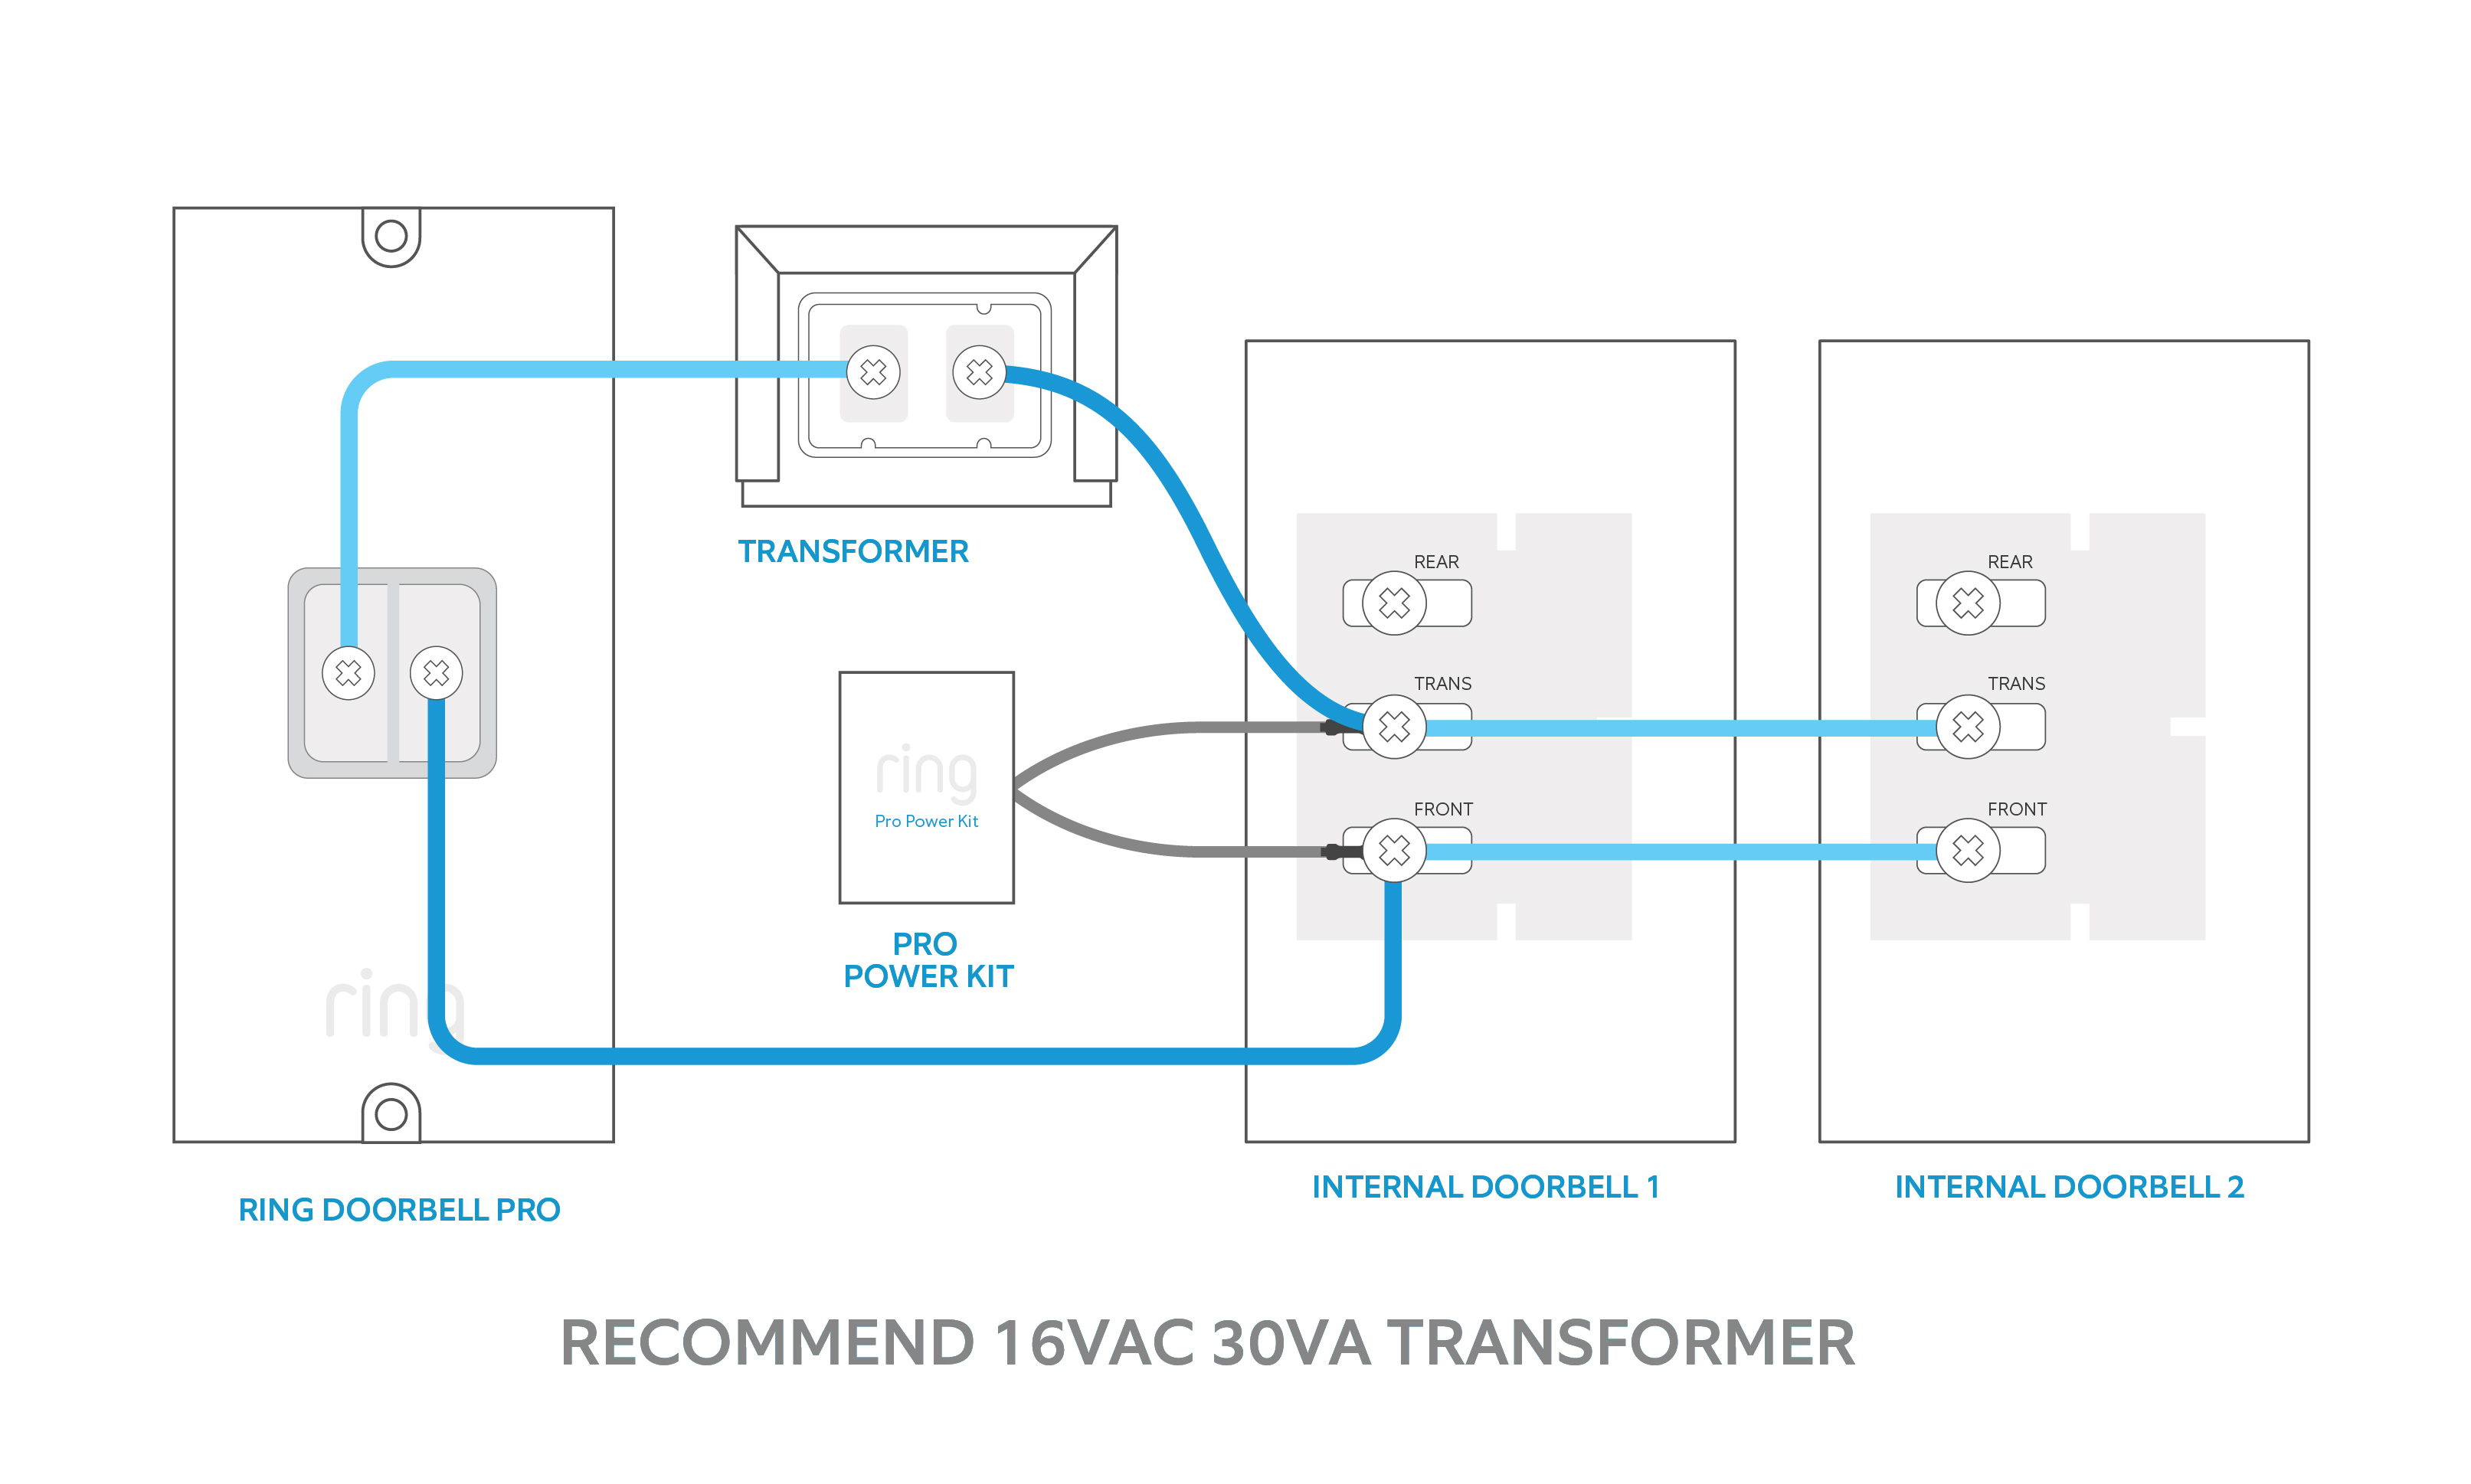 TRANSFORMER
REAR
REAR
TRANS
TRANS
ring
Pro Power Kit
FRONT
FRONT
PRO
POWER KIT
ring
RING DOORBELL PRO
INTERNAL DOORBELL 1
INTERNAL DOORBELL 2
RECOMMEND 16VAC 30VA TRANSFORMER